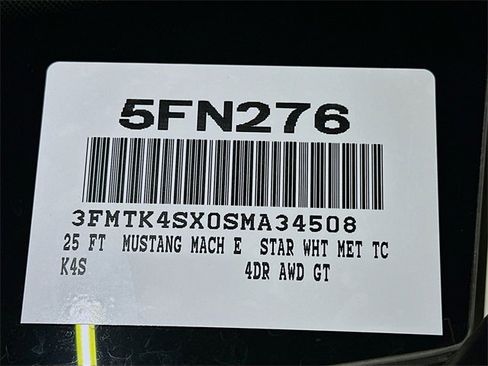 5FN276
3FMTK4SX0SMA34508
25 FT MUSTANG MACH E STAR WHT MET TC
K4S 4DR AWD GT